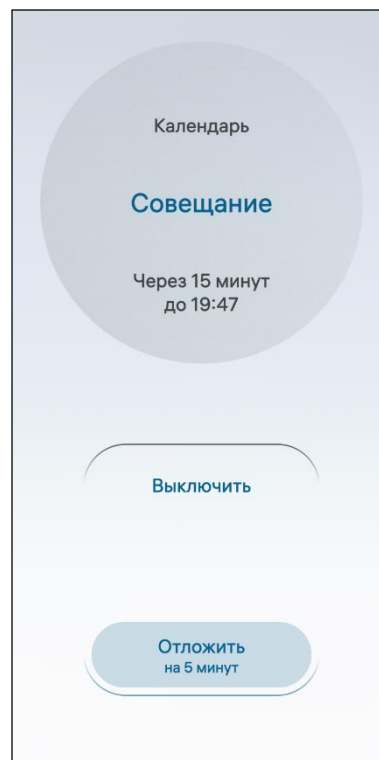 Календарь
Совещание
Через 15 минут
до 19:47
Выключить
Отложить
на 5 минут